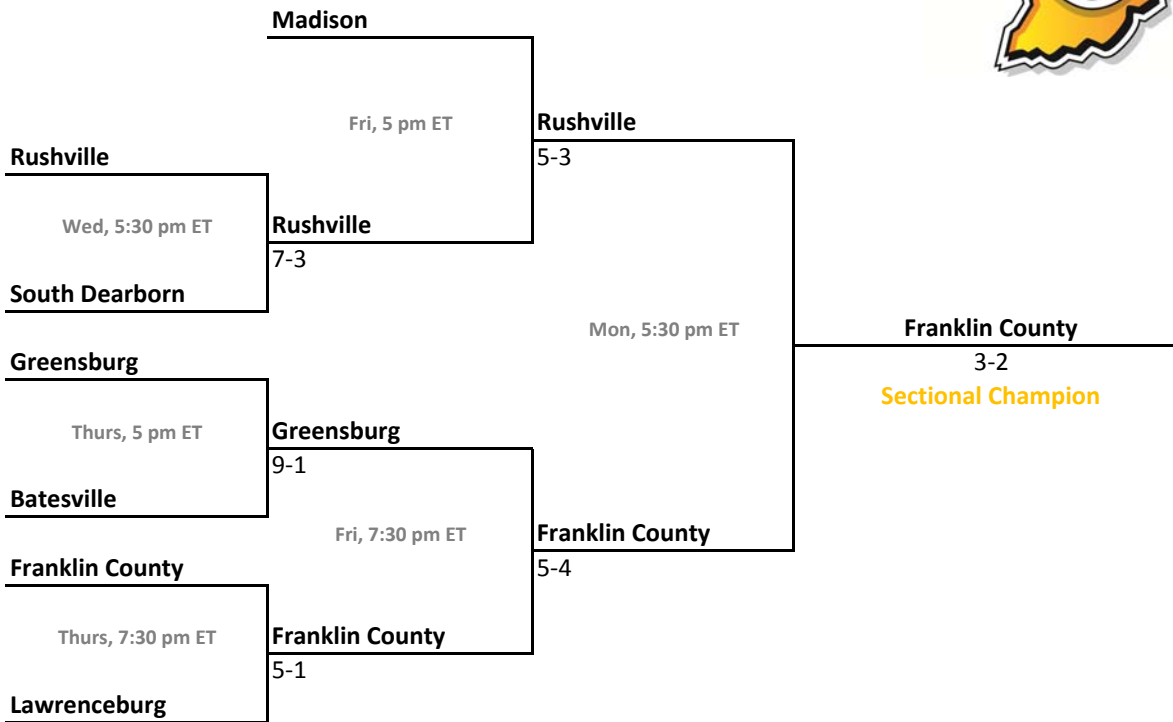 Madison
Fri, 5 pm ET
Rushville
5-3
Rushville
Wed, 5:30 pm ET
Rushville
7-3
South Dearborn
Mon, 5:30 pm ET
Franklin County
3-2
Sectional Champion
Greensburg
Thurs, 5 pm ET
Greensburg
9-1
Batesville
Fri, 7:30 pm ET
Franklin County
5-4
Franklin County
Thurs, 7:30 pm ET
Franklin County
5-1
Lawrenceburg